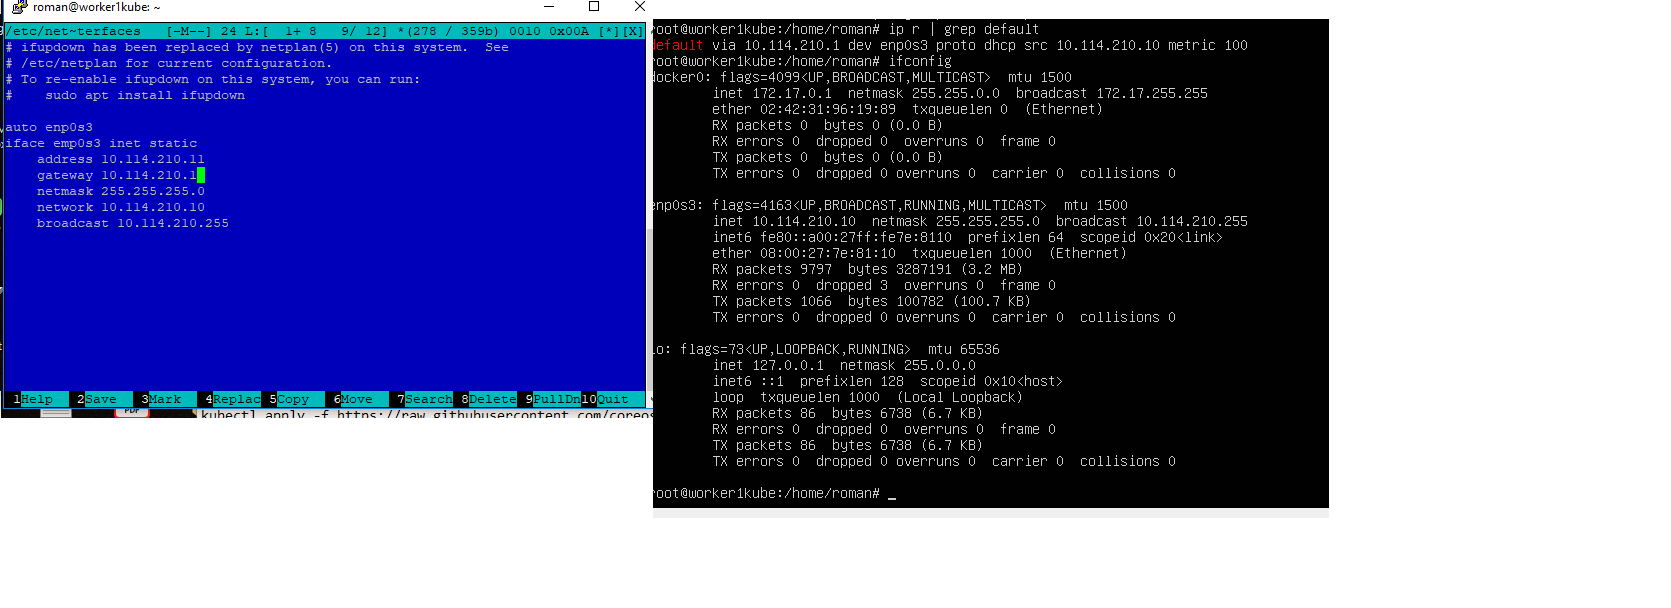 roman@worker1kube: ~
/etc/net~terfaces   [-M--] 24 L:[  1+ 8   9/ 12] *(278 / 359b) 0010 0x00A [*][X]
# ifupdown has been replaced by netplan(5) on this system.  See
# /etc/netplan for current configuration.
# To re-enable ifupdown on this system, you can run:
#    sudo apt install ifupdown
auto enp0s3
iface emp0s3 inet static
    address 10.114.210.11
    gateway 10.114.210.1
    netmask 255.255.255.0
    network 10.114.210.10
    broadcast 10.114.210.255
1Help   2Save   3Mark   4Replac 5Copy   6Move   7Search 8Delete 9PullDn 10Quit
PDF
kubectl apply -f https://raw.githubusercontent.com/coreos
root@worker1kube:/home/roman# ip r | grep default
default via 10.114.210.1 dev enp0s3 proto dhcp src 10.114.210.10 metric 100
root@worker1kube:/home/roman# ifconfig
docker0: flags=4099<UP,BROADCAST,MULTICAST>  mtu 1500
        inet 172.17.0.1  netmask 255.255.0.0  broadcast 172.17.255.255
        ether 02:42:31:96:19:89  txqueuelen 0  (Ethernet)
        RX packets 0  bytes 0 (0.0 B)
        RX errors 0  dropped 0  overruns 0  frame 0
        TX packets 0  bytes 0 (0.0 B)
        TX errors 0  dropped 0 overruns 0  carrier 0  collisions 0
enp0s3: flags=4163<UP,BROADCAST,RUNNING,MULTICAST>  mtu 1500
        inet 10.114.210.10  netmask 255.255.255.0  broadcast 10.114.210.255
        inet6 fe80::a00:27ff:fe7e:8110  prefixlen 64  scopeid 0x20<link>
        ether 08:00:27:7e:81:10  txqueuelen 1000  (Ethernet)
        RX packets 9797  bytes 3287191 (3.2 MB)
        RX errors 0  dropped 3  overruns 0  frame 0
        TX packets 1066  bytes 100782 (100.7 KB)
        TX errors 0  dropped 0 overruns 0  carrier 0  collisions 0
lo: flags=73<UP,LOOPBACK,RUNNING>  mtu 65536
        inet 127.0.0.1  netmask 255.0.0.0
        inet6 ::1  prefixlen 128  scopeid 0x10<host>
        loop  txqueuelen 1000  (Local Loopback)
        RX packets 86  bytes 6738 (6.7 KB)
        RX errors 0  dropped 0  overruns 0  frame 0
        TX packets 86  bytes 6738 (6.7 KB)
        TX errors 0  dropped 0 overruns 0  carrier 0  collisions 0
root@worker1kube:/home/roman# _